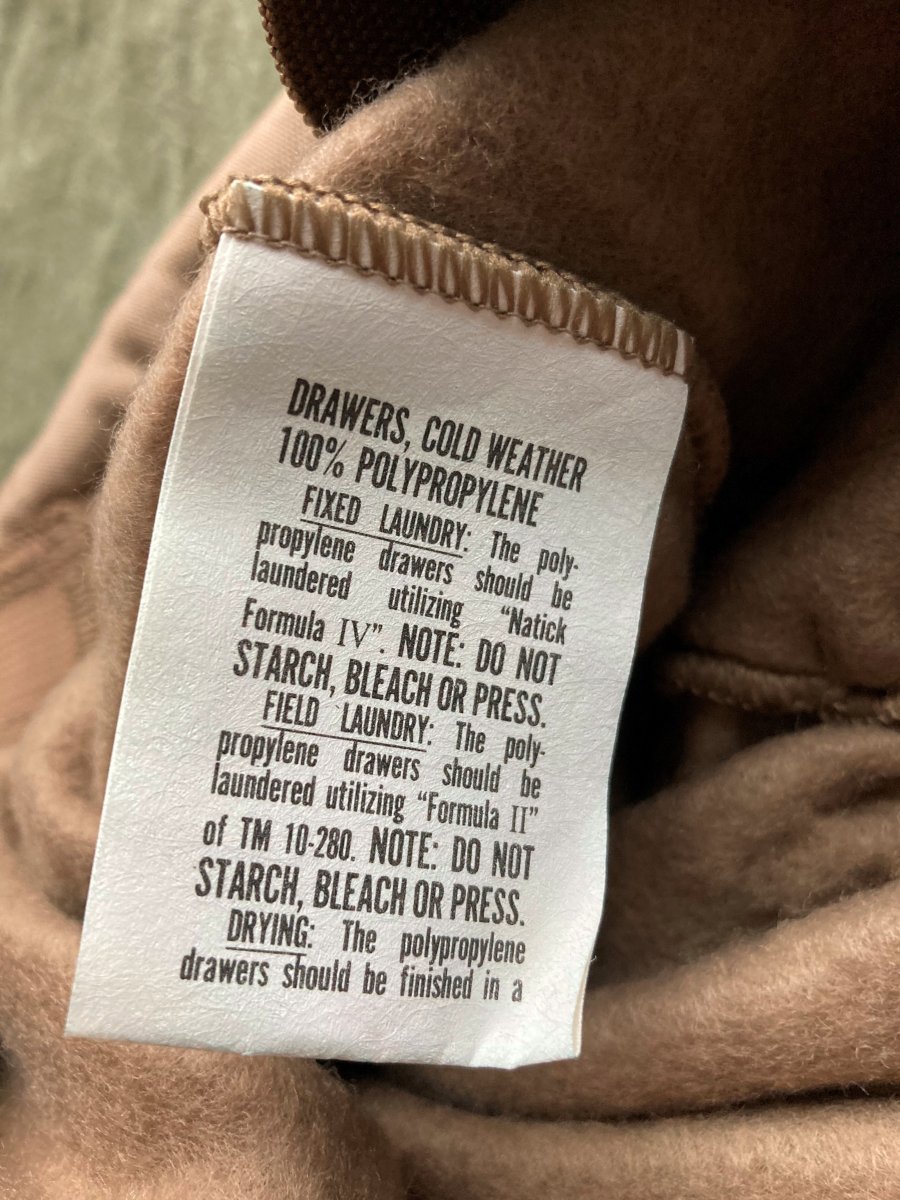 DRAWERS, COLD WEATHER
100% POLYPROPYLENE
FIXED LAUNDRY: The poly-
propylene drawers should be
laundered utilizing “Natick
Formula IV”. NOTE: DO NOT
STARCH, BLEACH OR PRESS.
FIELD LAUNDRY: The poly-
propylene drawers should be
laundered utilizing “Formula II”
of TM 10-280. NOTE: DO NOT
STARCH, BLEACH OR PRESS.
DRYING: The polypropylene
drawers should be finished in a